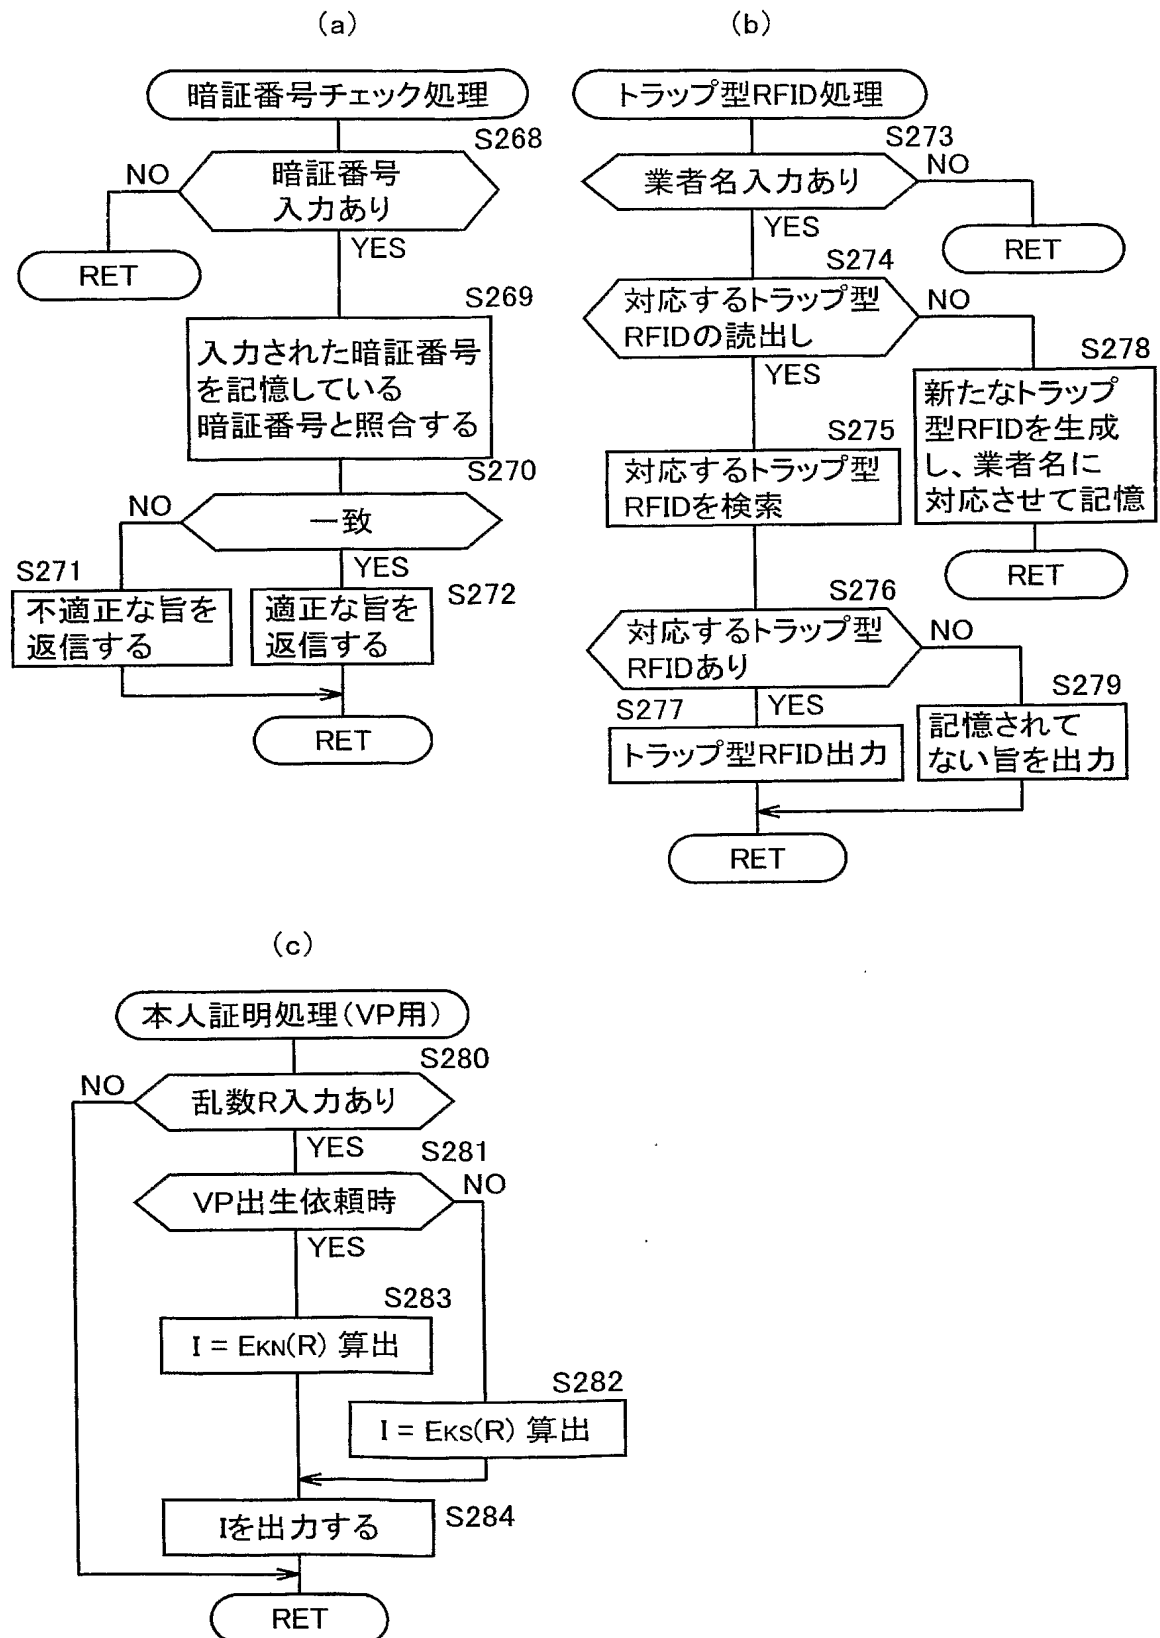 (a)
暗証番号チェック処理
S268
NO
暗証番号
入力あり
YES
RET
S269
入力された暗証番号
を記憶している
暗証番号と照合する
S270
NO
一致
YES
S271
不適正な旨を
返信する
S272
適正な旨を
返信する
RET
(b)
トラップ型RFID処理
S273
業者名入力あり
NO
YES
RET
S274
対応するトラップ型
RFIDの読出し
NO
YES
S278
新たなトラップ
型RFIDを生成
し、業者名に
対応させて記憶
RET
S275
対応するトラップ型
RFIDを検索
S276
対応するトラップ型
RFIDあり
NO
YES
S277
トラップ型RFID出力
S279
記憶されて
ない旨を出力
RET
(c)
本人証明処理(VP用)
S280
NO
乱数R入力あり
YES
S281
VP出生依頼時
NO
YES
S283
I = EKN(R) 算出
S282
I = EKS(R) 算出
Iを出力する
S284
RET